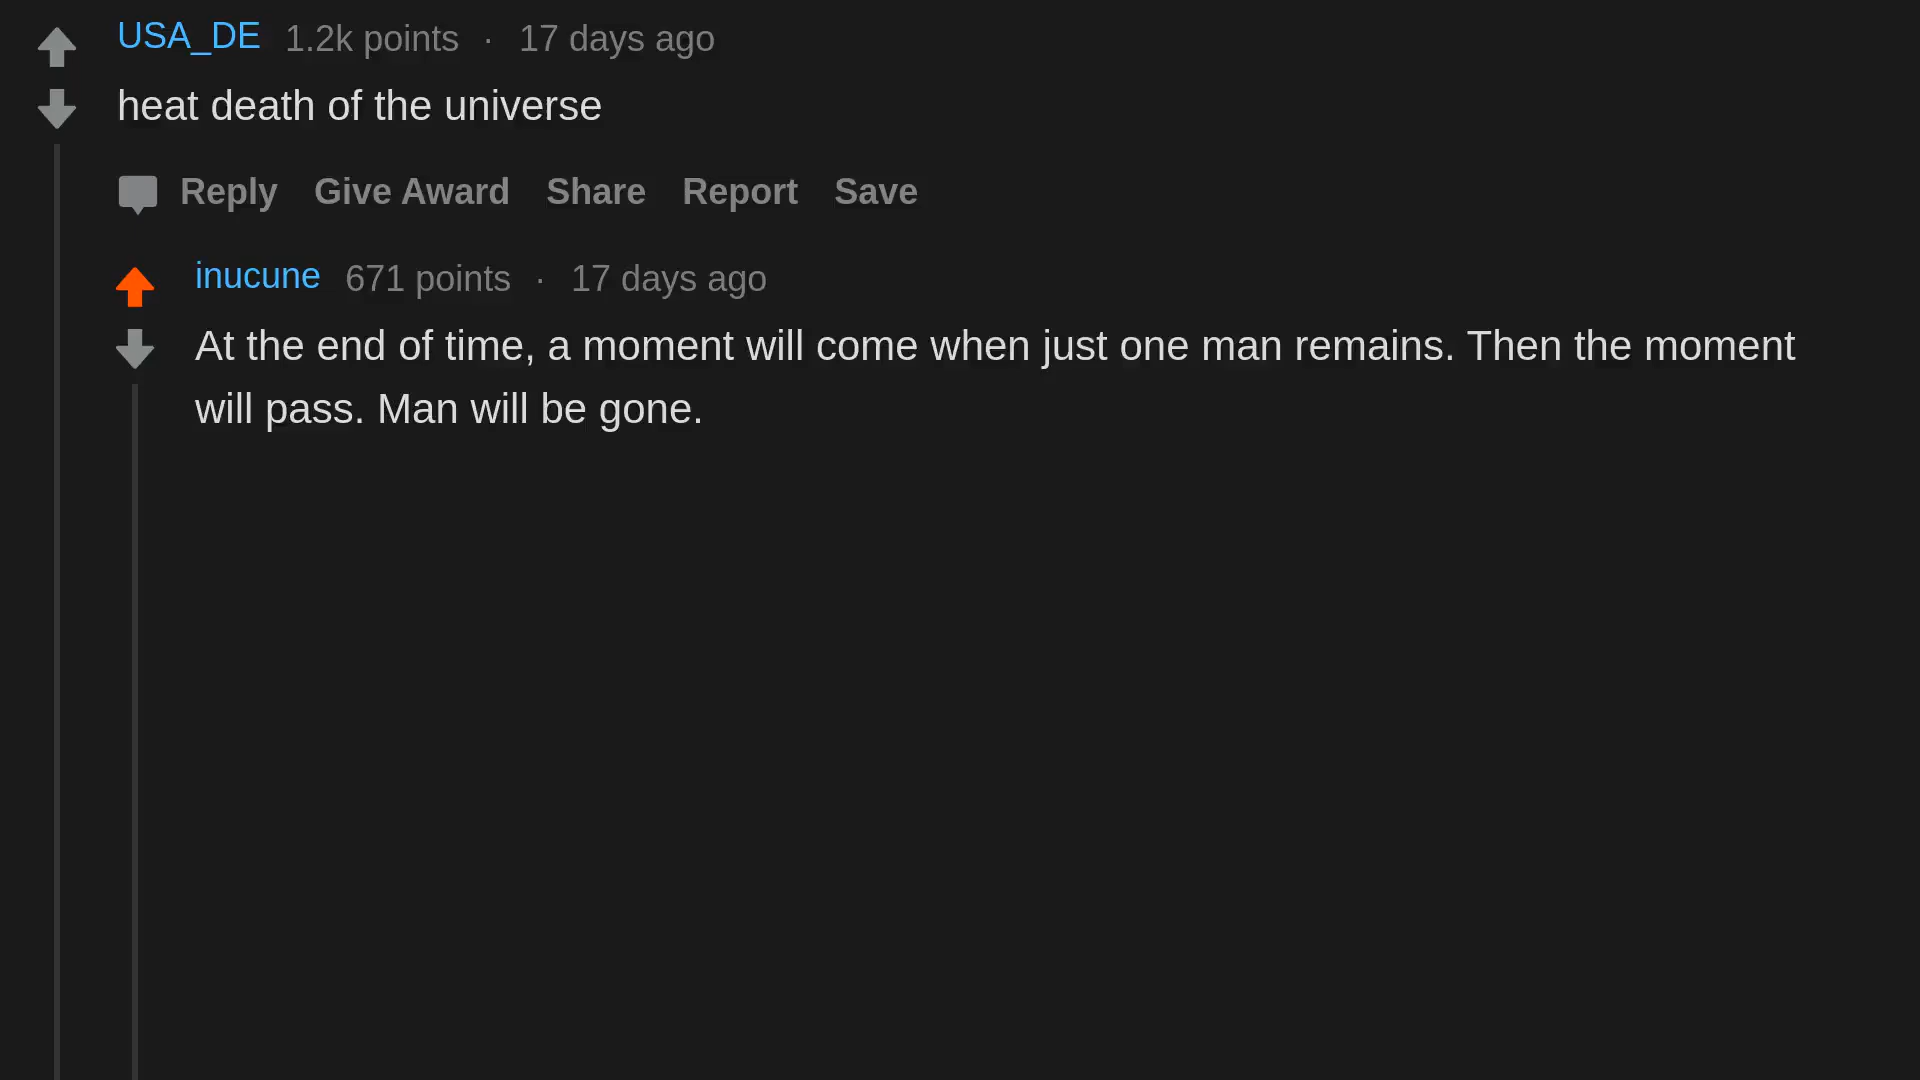 USA_DE 1.2k points · 17 days ago
heat death of the universe
Reply Give Award Share Report Save
inucune 671 points · 17 days ago
At the end of time, a moment will come when just one man remains. Then the moment
will pass. Man will be gone.